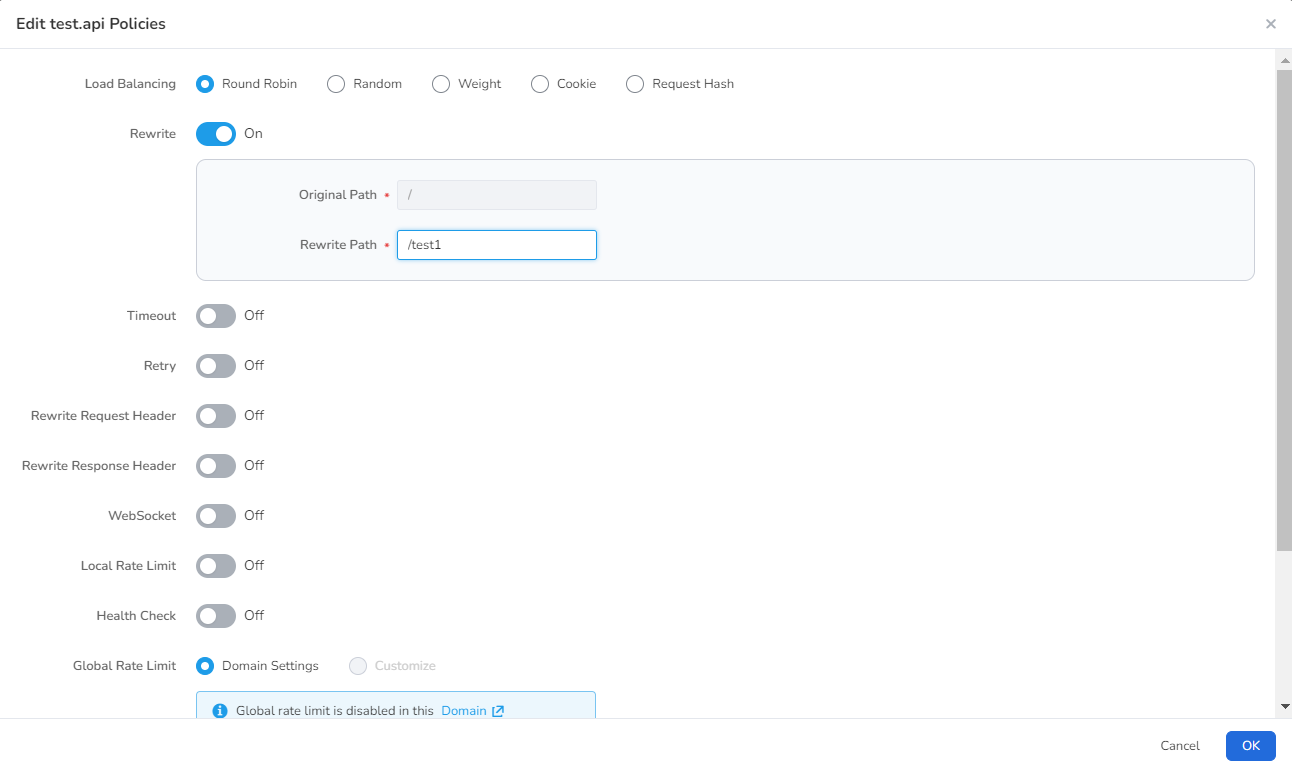 Edit test.api Policies
Load Balancing Round Robin Random Weight Cookie Request Hash
Rewrite On
Original Path • /
Rewrite Path • /test1
Timeout Off
Retry Off
Rewrite Request Header Off
Rewrite Response Header Off
WebSocket Off
Local Rate Limit Off
Health Check Off
Global Rate Limit Domain Settings Customize
Global rate limit is disabled in this Domain
Cancel OK